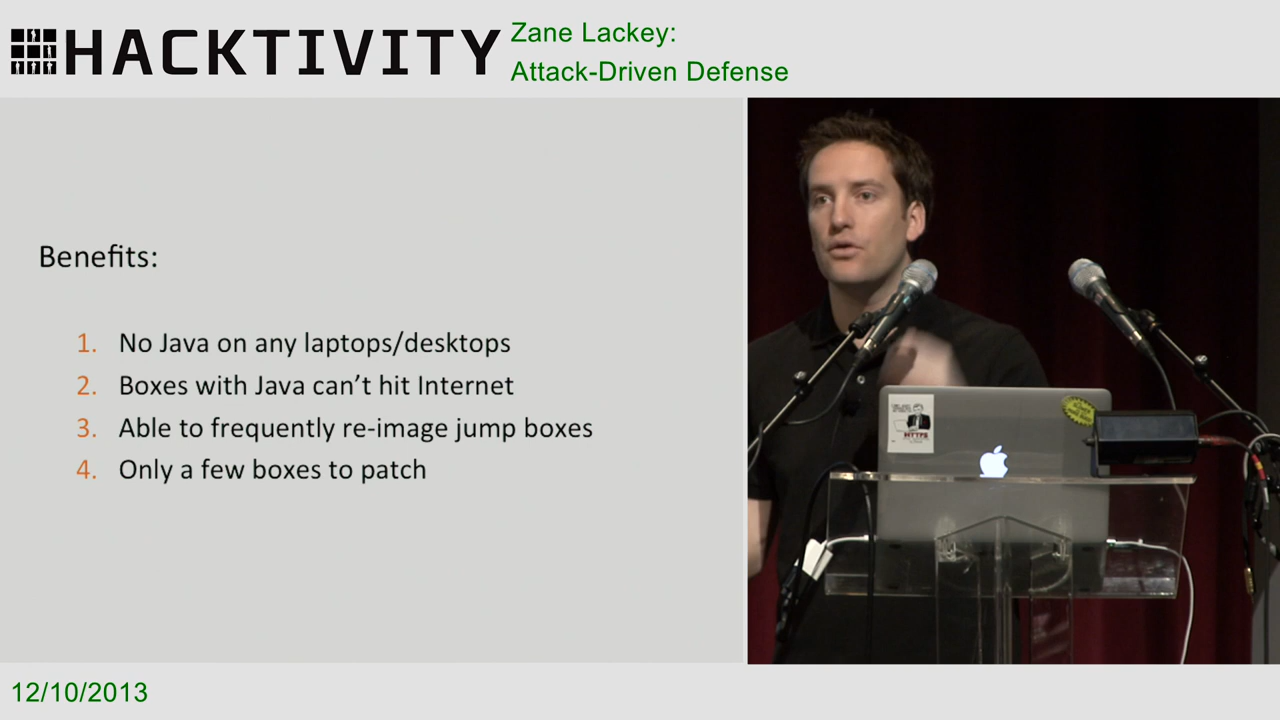 HACKTIVITY
Zane Lackey:
Attack-Driven Defense
Benefits:
1. No Java on any laptops/desktops
2. Boxes with Java can't hit Internet
3. Able to frequently re-image jump boxes
4. Only a few boxes to patch
HTTPS
12/10/2013